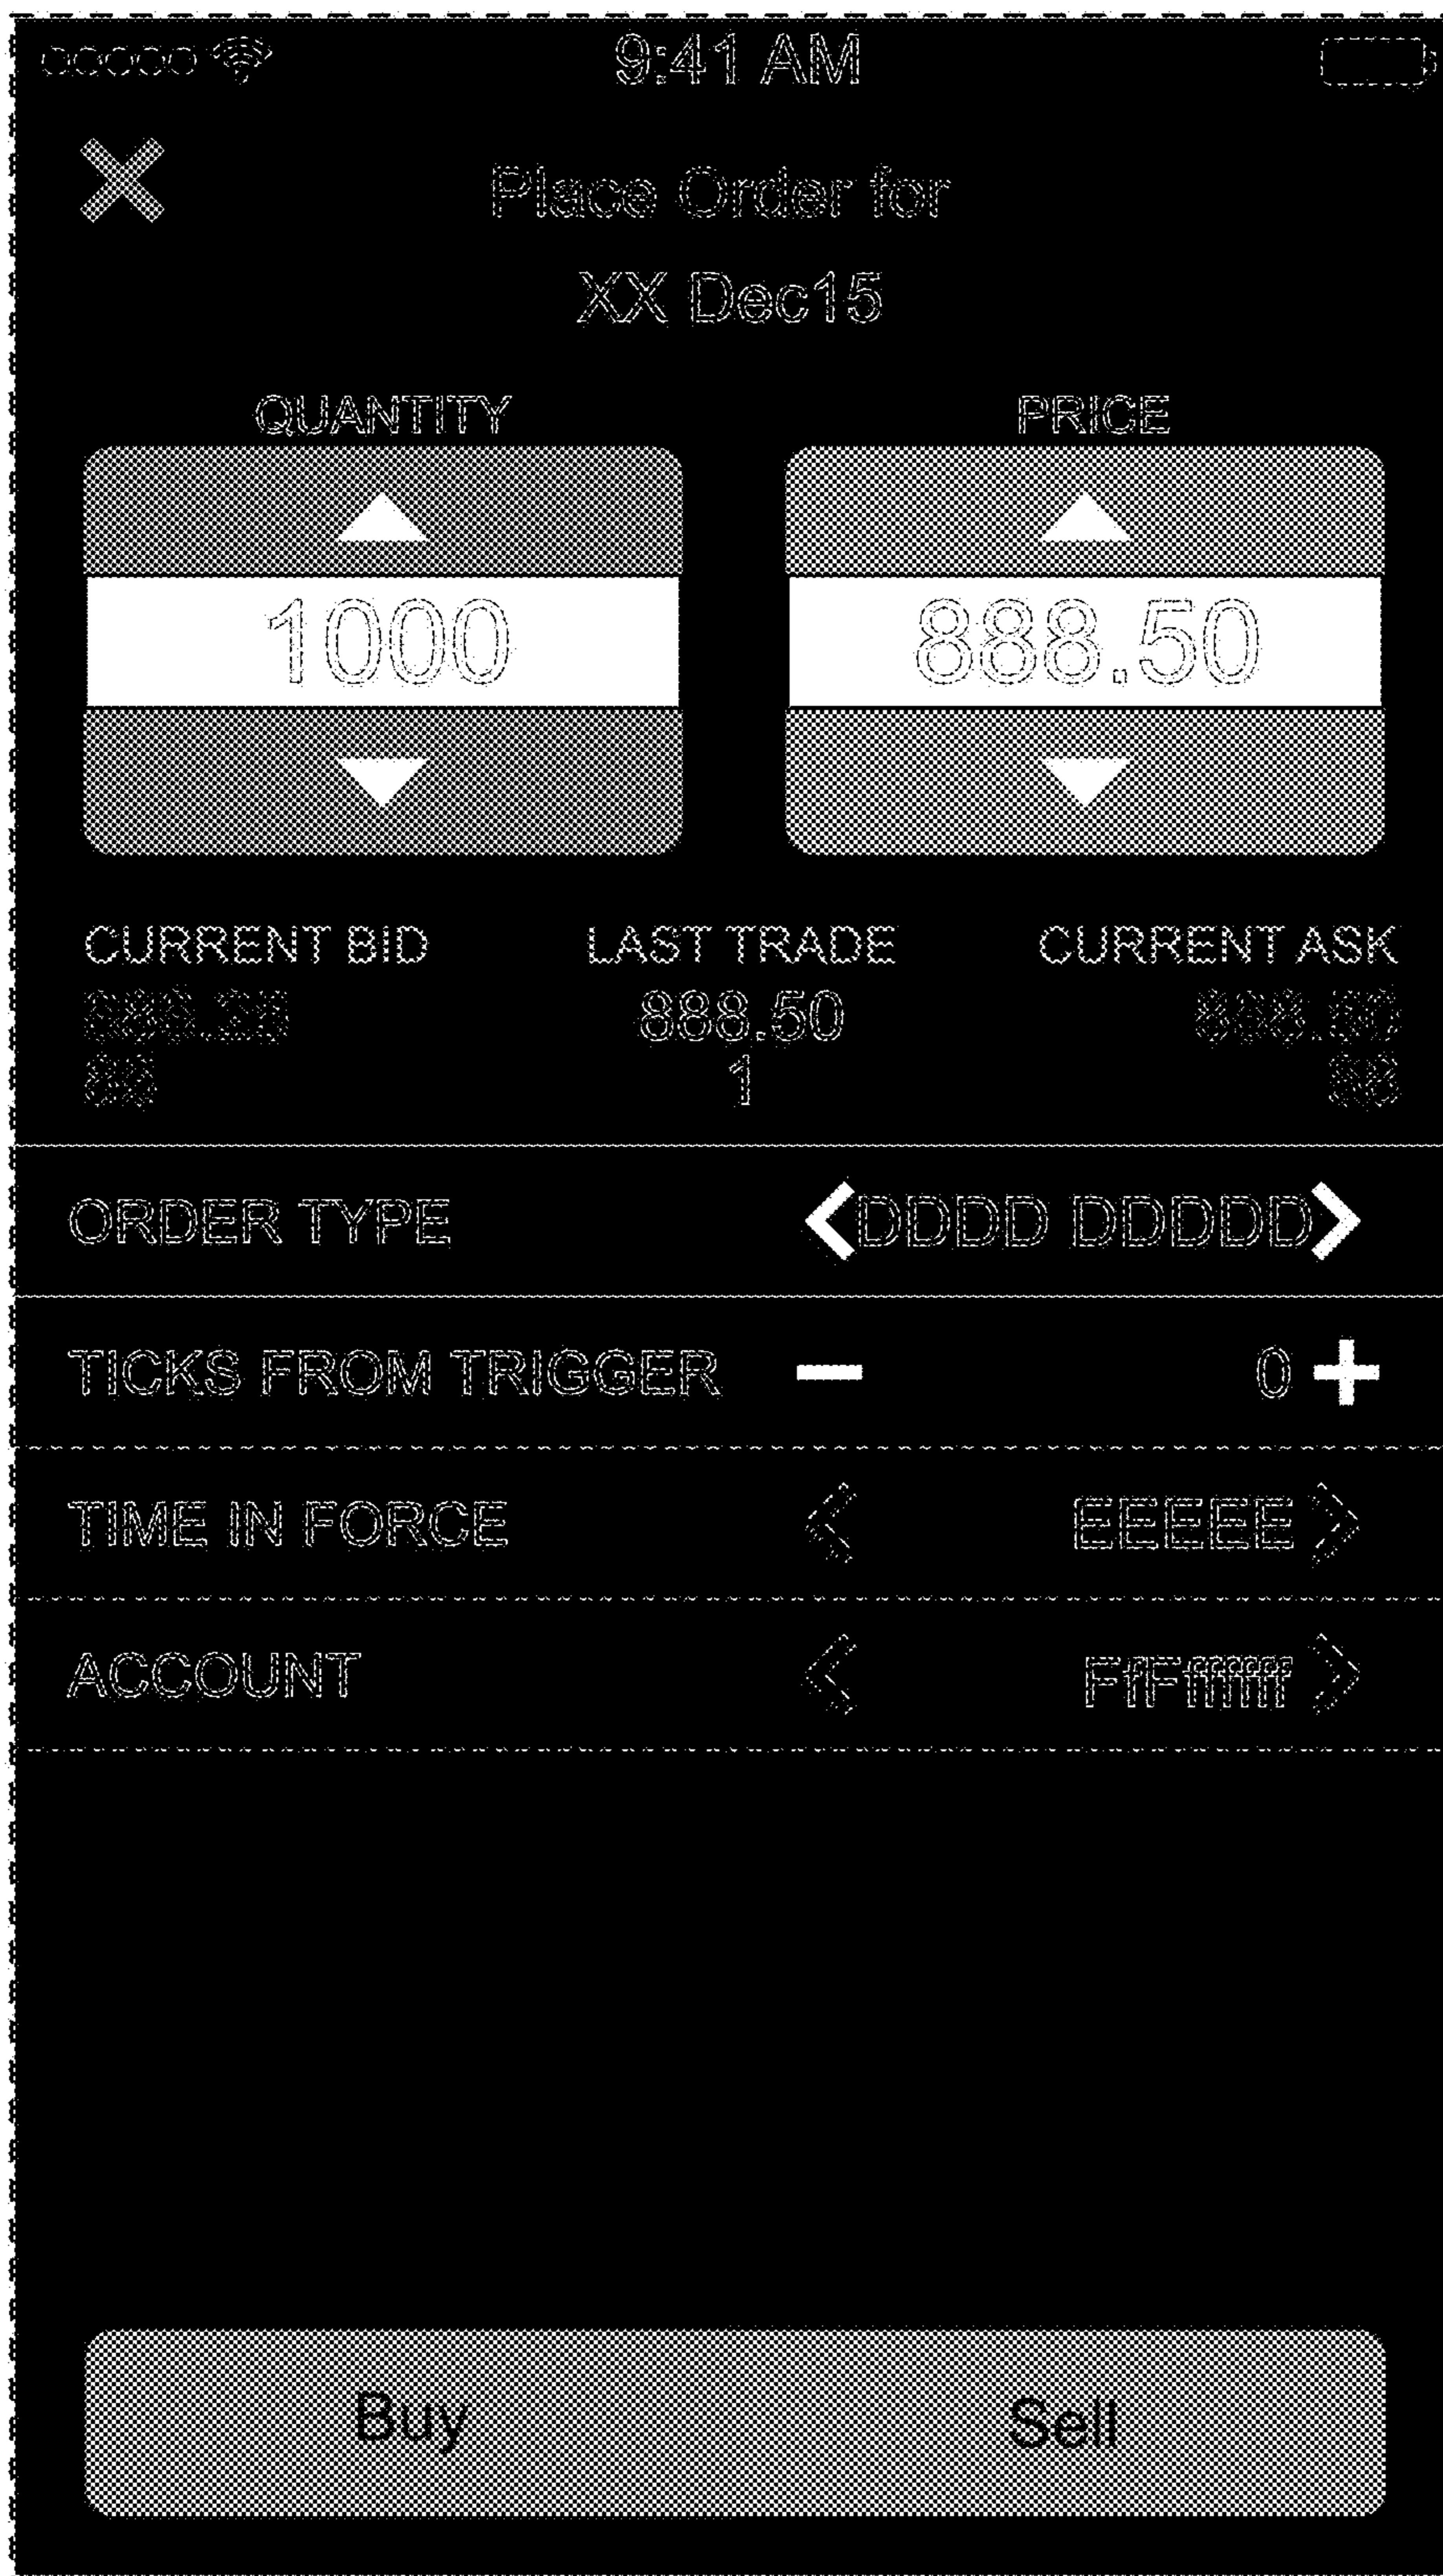 9:41 AM
Place Order for
XX Dec15
QUANTITY PRICE
1000 888.50
CURRENT BID LAST TRADE CURRENT ASK
888.50
1
ORDER TYPE DDDD DDDDD
TICKS FROM TRIGGER 0
TIME IN FORCE EEEEE
ACCOUNT
Buy Sell